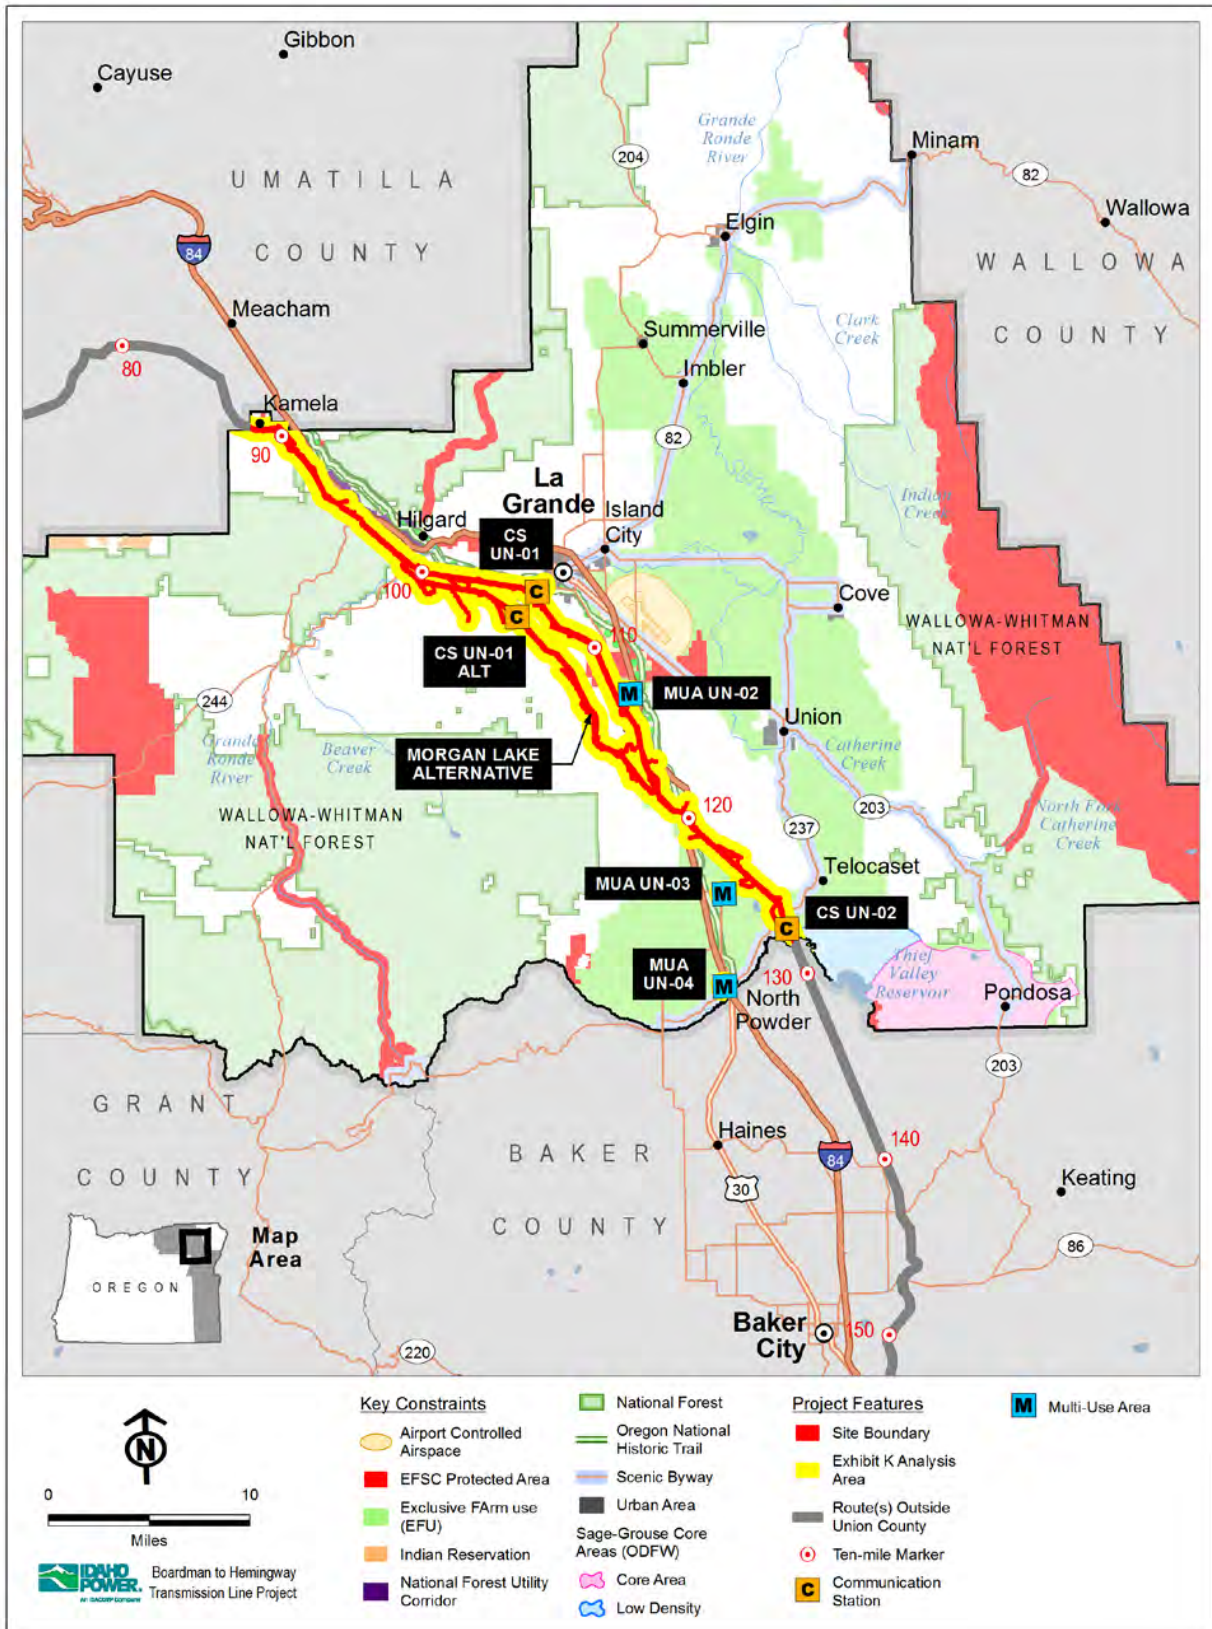 Gibbon
Cayuse
UMATILLA
COUNTY
84
Meacham
80
Kamela
90
204
Grande
Ronde
River
Elgin
Minam
82
Wallowa
WALLOWA
COUNTY
Clark
Creek
Summerville
Imbler
82
La
Grande
Island
City
Hilgard
CS
UN-01
Indian
Creek
100
Cove
WALLOWA-WHITMAN
NAT'L FOREST
110
CS UN-01
ALT
MUA UN-02
244
Grande
Ronde
River
Beaver
Creek
MORGAN LAKE
ALTERNATIVE
Union
Catherine
Creek
WALLOWA-WHITMAN
NAT'L FOREST
120
237
203
North Fork
Catherine
Creek
MUA UN-03
Telocaset
CS UN-02
MUA
UN-04
130
North
Powder
Thief
Valley
Reservoir
Pondosa
203
GRANT
COUNTY
BAKER
COUNTY
Haines
30
84
140
Keating
86
Map
Area
OREGON
Baker
City
150
220
C
C
M
M
M
C
N
0 10
Miles
IDAHO
POWER.
An IDACORP Company
Boardman to Hemingway
Transmission Line Project
Key Constraints
Airport Controlled
Airspace
EFSC Protected Area
Exclusive FArm use
(EFU)
Indian Reservation
National Forest Utility
Corridor
National Forest
Oregon National
Historic Trail
Scenic Byway
Urban Area
Sage-Grouse Core
Areas (ODFW)
Core Area
Low Density
Project Features
Site Boundary
Exhibit K Analysis
Area
Route(s) Outside
Union County
Ten-mile Marker
C Communication
Station
M Multi-Use Area